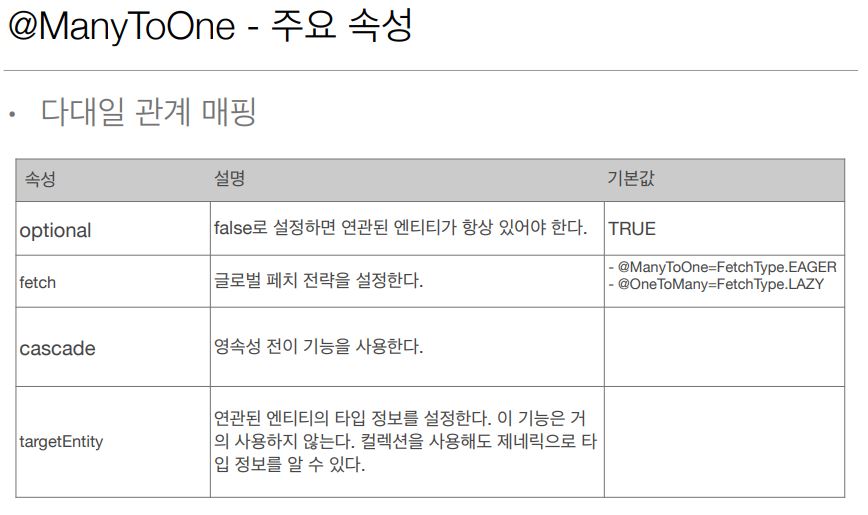 @ManyToOne - 주요 속성
• 다대일 관계 매핑
속성 설명 기본값
optional false로 설정하면 연관된 엔티티가 항상 있어야 한다. TRUE
fetch 글로벌 페치 전략을 설정한다. - @ManyToOne=FetchType.EAGER
- @OneToMany=FetchType.LAZY
cascade 영속성 전이 기능을 사용한다.
targetEntity 연관된 엔티티의 타입 정보를 설정한다. 이 기능은 거
의 사용하지 않는다. 컬렉션을 사용해도 제네릭으로 타
입 정보를 알 수 있다.